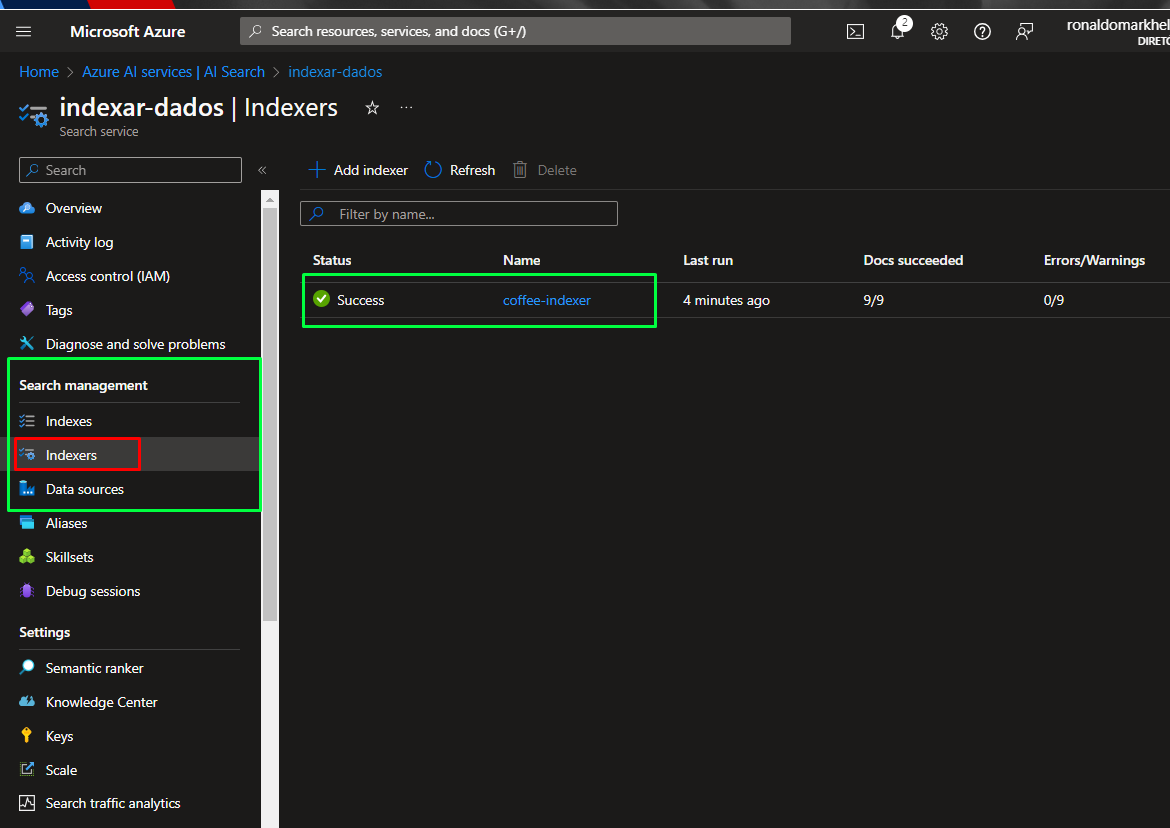 Microsoft Azure
Search resources, services, and docs (G+/)
2
ronaldomarkhel
DIRETO
Home > Azure AI services | AI Search > indexar-dados
indexar-dados | Indexers
Search service
Search
Add indexer Refresh Delete
Filter by name...
Overview
Activity log
Access control (IAM)
Tags
Diagnose and solve problems
Search management
Indexes
Indexers
Data sources
Aliases
Skillsets
Debug sessions
Settings
Semantic ranker
Knowledge Center
Keys
Scale
Search traffic analytics
Status Name Last run Docs succeeded Errors/Warnings
Success coffee-indexer 4 minutes ago 9/9 0/9